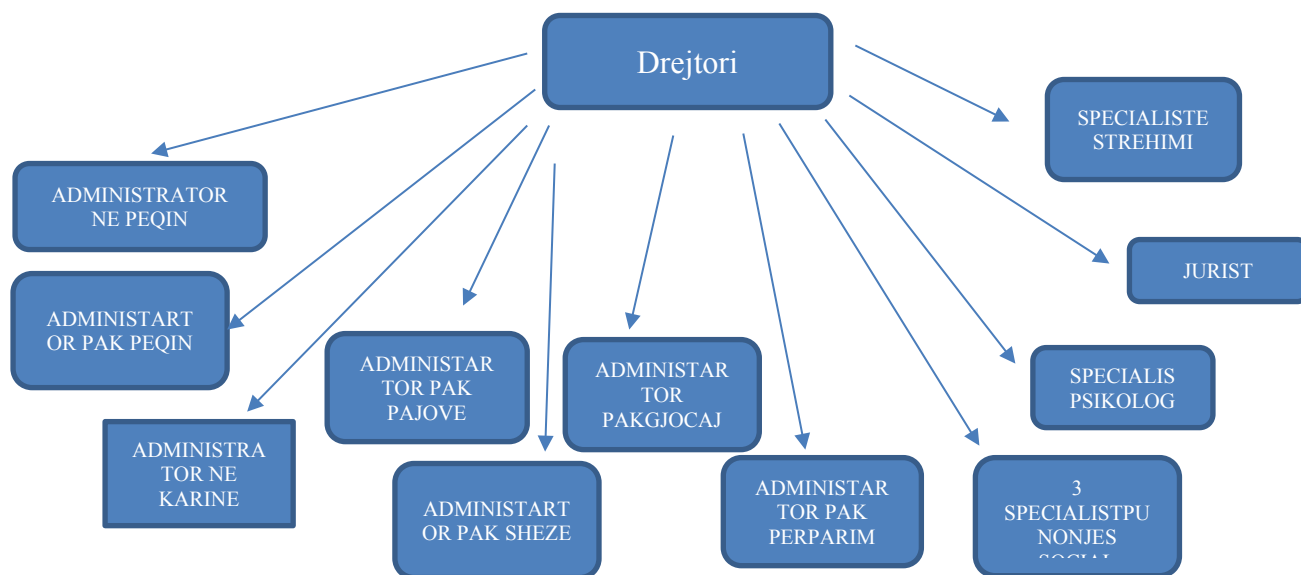 Drejtori
SPECIALISTE
STREHIMI
ADMINISTRATOR
NE PEQIN
JURIST
ADMINISTART
OR PAK PEQIN
ADMINISTAR
TOR PAK
PAJOVE
ADMINISTAR
TOR
PAKGJOCAJ
SPECIALIS
PSIKOLOG
ADMINISTRA
TOR NE
KARINE
ADMINISTART
OR PAK SHEZE
ADMINISTAR
TOR PAK
PERPARIM
3
SPECIALISTPU
NONJES
SOCIAL